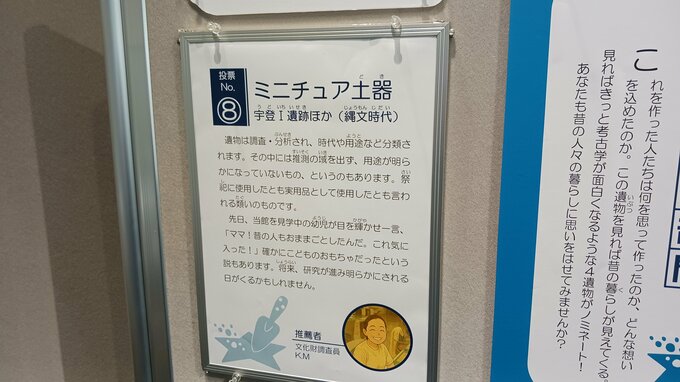 投票
No.
⑧
ミニチュア土器
宇登Ⅰ遺跡ほか（縄文時代）
遺物は調査・分析され、時代や用途など分類さ
れます。その中には推測の域を出ず、用途が明ら
かになっていないもの、というのもあります。祭
祀に使用したとも実用品として使用したとも言わ
れる類いのものです。
先日、当館を見学中の幼児が目を輝かせ一言、
「ママ！昔の人もおままごとしたんだ。これ気に
入った！」確かにこどものおもちゃだったという
説もあります。将来、研究が進み明らかにされる
日がくるかもしれません。
推薦者
文化財調査員
K.M
これを作った人たちは何を思って作ったのか、どんな想い
を込めたのか。この遺物を見れば昔の暮らしが見えてくる
見ればきっと考古学が面白くなるような４遺物がノミネート！
あなたも昔の人々の暮らしに思いをはせてみませんか？